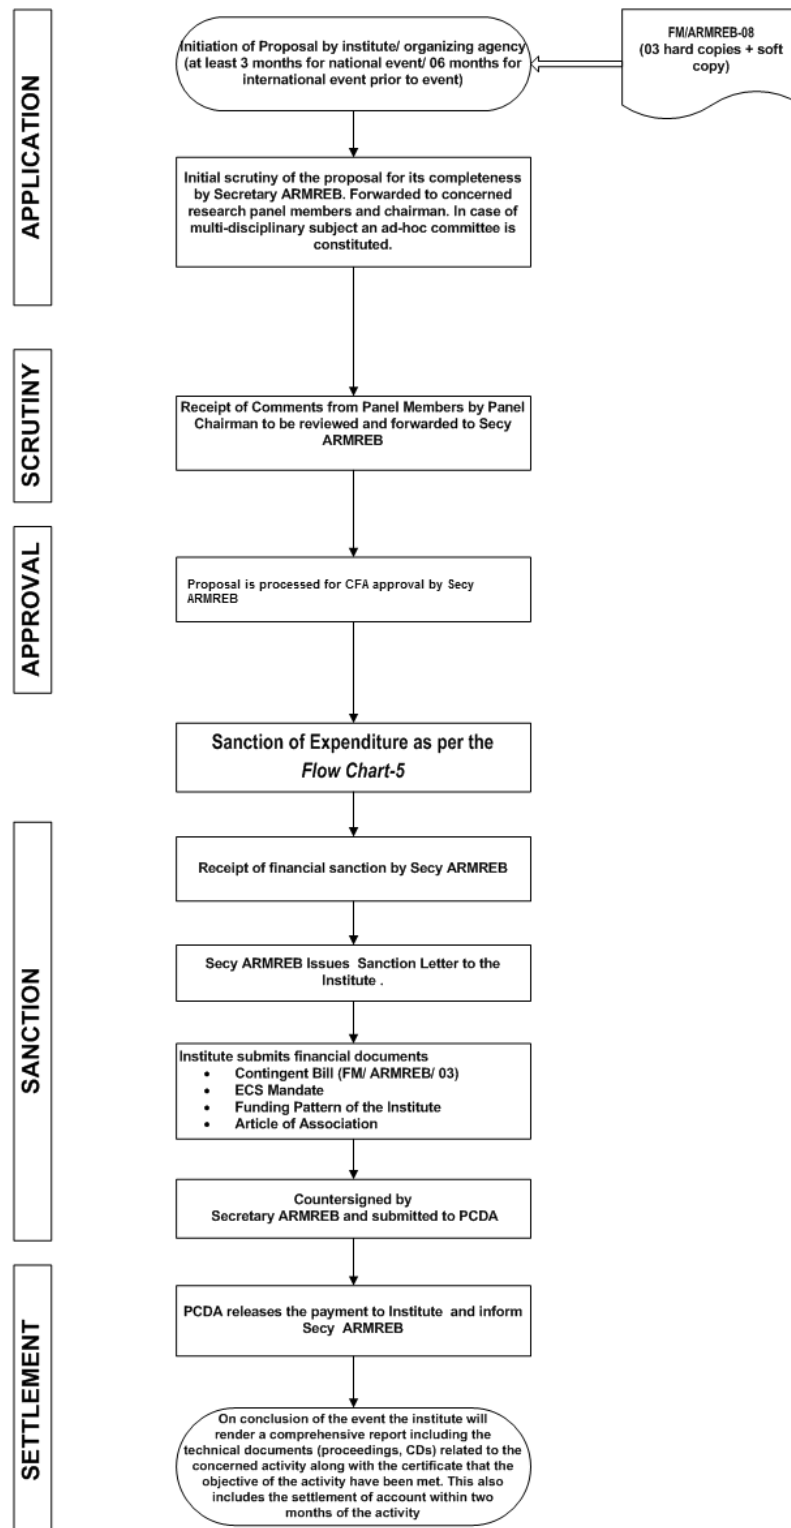 APPLICATION
Initiation of Proposal by institute/ organizing agency
(at least 3 months for national event/ 06 months for
international event prior to event)
FM/ARMREB-08
(03 hard copies + soft
copy)
Initial scrutiny of the proposal for its completeness
by Secretary ARMREB. Forwarded to concerned
research panel members and chairman. In case of
multi-disciplinary subject an ad-hoc committee is
constituted.
SCRUTINY
Receipt of Comments from Panel Members by Panel
Chairman to be reviewed and forwarded to Secy
ARMREB
APPROVAL
Proposal is processed for CFA approval by Secy
ARMREB
Sanction of Expenditure as per the
Flow Chart-5
SANCTION
Receipt of financial sanction by Secy ARMREB
Secy ARMREB Issues Sanction Letter to the
Institute .
Institute submits financial documents
• Contingent Bill (FM/ ARMREB/ 03)
• ECS Mandate
• Funding Pattern of the Institute
• Article of Association
Countersigned by
Secretary ARMREB and submitted to PCDA
SETTLEMENT
PCDA releases the payment to Institute and inform
Secy ARMREB
On conclusion of the event the institute will
render a comprehensive report including the
technical documents (proceedings, CDs) related to the
concerned activity along with the certificate that the
objective of the activity have been met. This also
includes the settlement of account within two
months of the activity